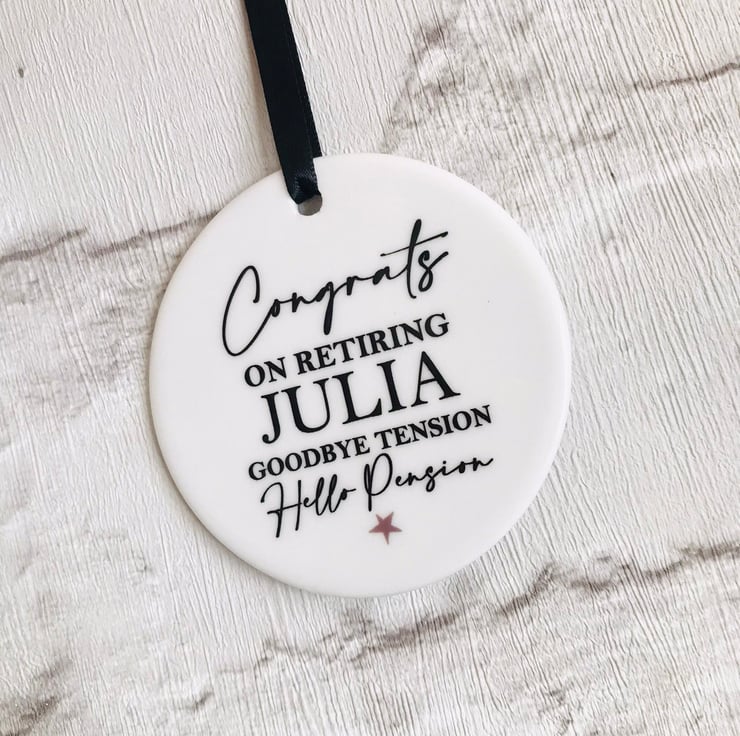 Congrats
ON RETIRING
JULIA
GOODBYE TENSION
Hello Pension